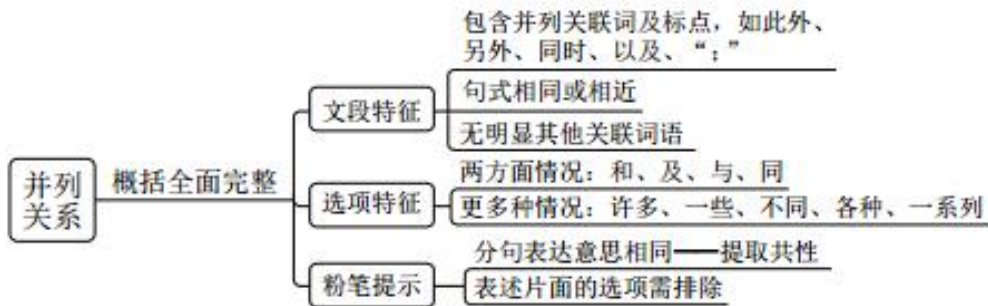 并列
关系
概括全面完整
文段特征
包含并列关联词及标点，如此外、
另外、同时、以及、“；”
句式相同或相近
无明显其他关联词语
选项特征
两方面情况：和、及、与、同
更多种情况：许多、一些、不同、各种、一系列
粉笔提示
分句表达意思相同——提取共性
表述片面的选项需排除